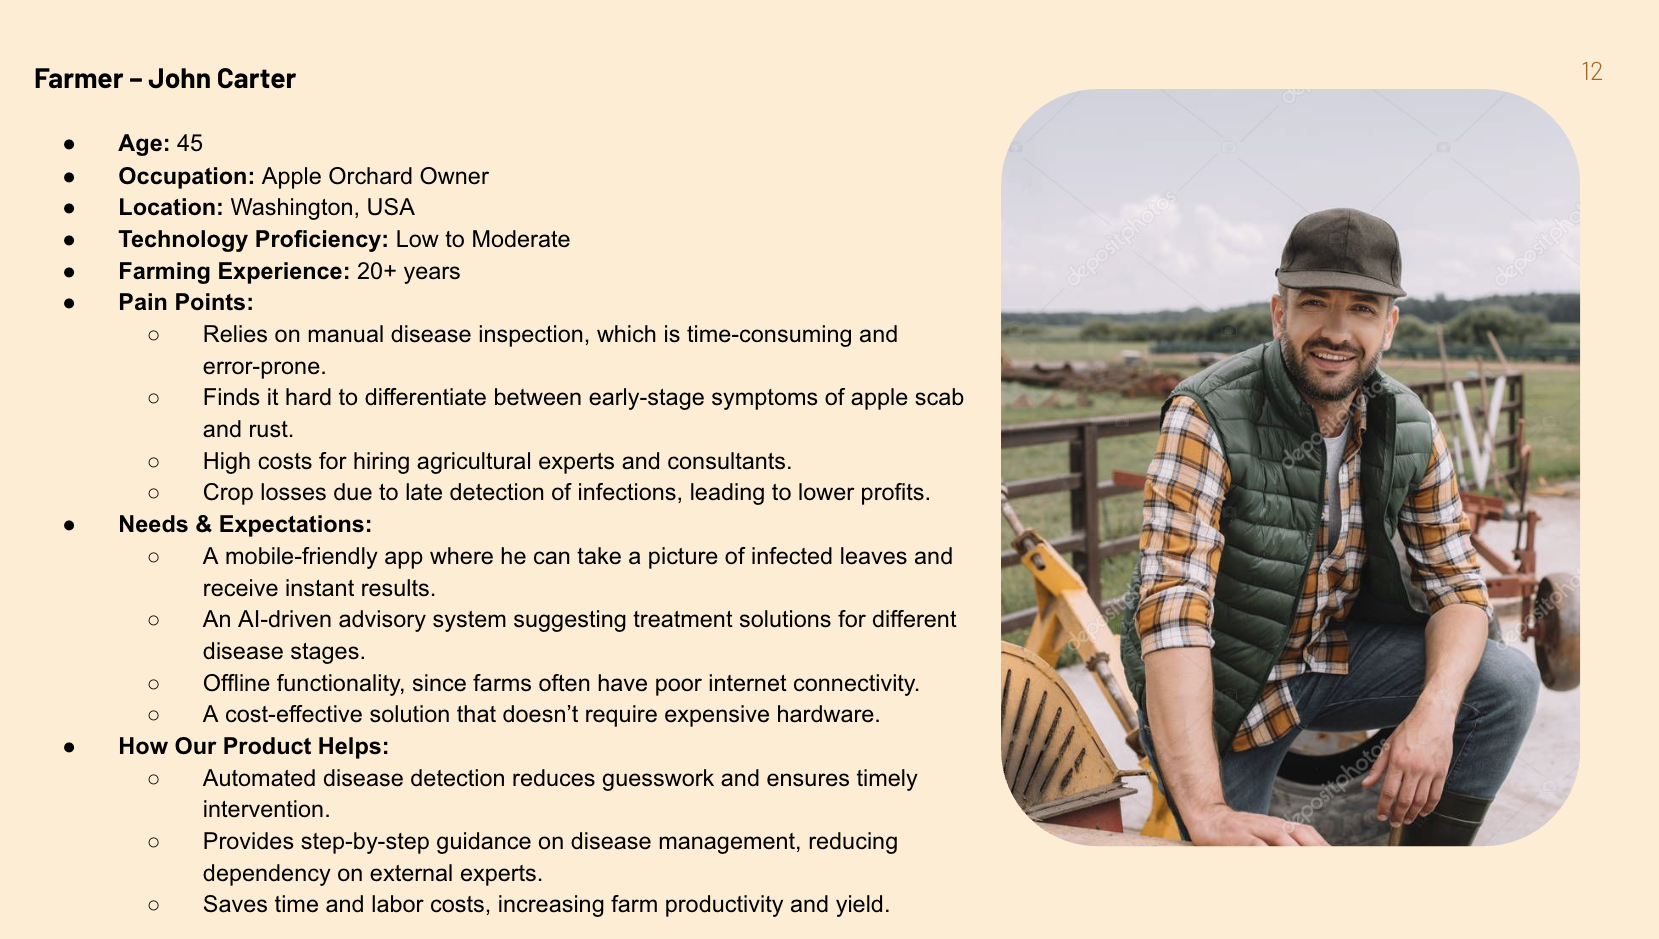 12
Farmer – John Carter
● Age: 45
● Occupation: Apple Orchard Owner
● Location: Washington, USA
● Technology Proficiency: Low to Moderate
● Farming Experience: 20+ years
● Pain Points:
○ Relies on manual disease inspection, which is time-consuming and
error-prone.
○ Finds it hard to differentiate between early-stage symptoms of apple scab
and rust.
○ High costs for hiring agricultural experts and consultants.
○ Crop losses due to late detection of infections, leading to lower profits.
● Needs & Expectations:
○ A mobile-friendly app where he can take a picture of infected leaves and
receive instant results.
○ An AI-driven advisory system suggesting treatment solutions for different
disease stages.
○ Offline functionality, since farms often have poor internet connectivity.
○ A cost-effective solution that doesn’t require expensive hardware.
● How Our Product Helps:
○ Automated disease detection reduces guesswork and ensures timely
intervention.
○ Provides step-by-step guidance on disease management, reducing
dependency on external experts.
○ Saves time and labor costs, increasing farm productivity and yield.
depositphotos
depositphotos
depositphotos
depositphotos
depositphotos
depositphotos